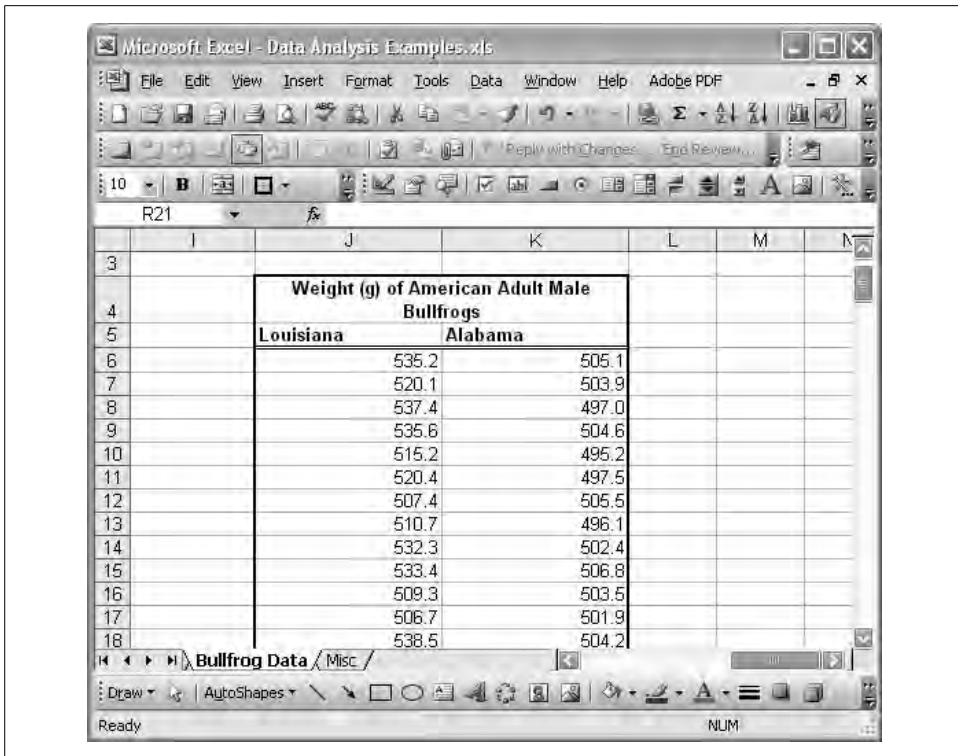 Microsoft Excel - Data Analysis Examples.xls
File Edit View Insert Format Tools Data Window Help Adobe PDF
Reply with Changes... End Review...
10 B
R21 fx
I J K L M N
3
4 Weight (g) of American Adult Male
Bullfrogs
5 Louisiana Alabama
6 535.2 505.1
7 520.1 503.9
8 537.4 497.0
9 535.6 504.6
10 515.2 495.2
11 520.4 497.5
12 507.4 505.5
13 510.7 496.1
14 532.3 502.4
15 533.4 506.8
16 509.3 503.5
17 506.7 501.9
18 538.5 504.2
Bullfrog Data / Misc /
Draw AutoShapes A
Ready NUM